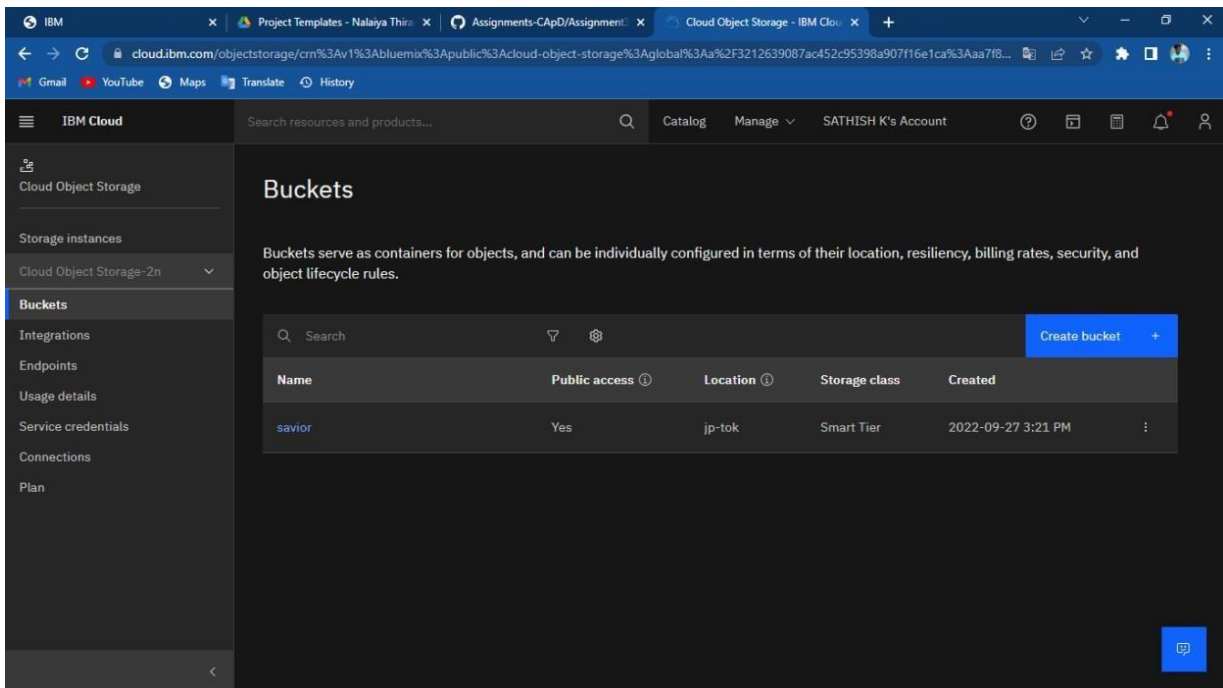 IBM
Project Templates - Nalaiya Thira
Assignments-CApD/Assignment3
Cloud Object Storage - IBM Clou
cloud.ibm.com/objectstorage/crn%3Av1%3Abluemix%3Apublic%3Acloud-object-storage%3Aglobal%3Aa%2F3212639087ac452c95398a907f16e1ca%3Aaa7f8...
Gmail YouTube Maps Translate History
IBM Cloud
Search resources and products...
Catalog Manage SATHISH K's Account
Cloud Object Storage
Storage instances
Cloud Object Storage-2n
Buckets
Integrations
Endpoints
Usage details
Service credentials
Connections
Plan
Buckets
Buckets serve as containers for objects, and can be individually configured in terms of their location, resiliency, billing rates, security, and
object lifecycle rules.
Search
Create bucket +
Name Public access Location Storage class Created
savior Yes jp-tok Smart Tier 2022-09-27 3:21 PM